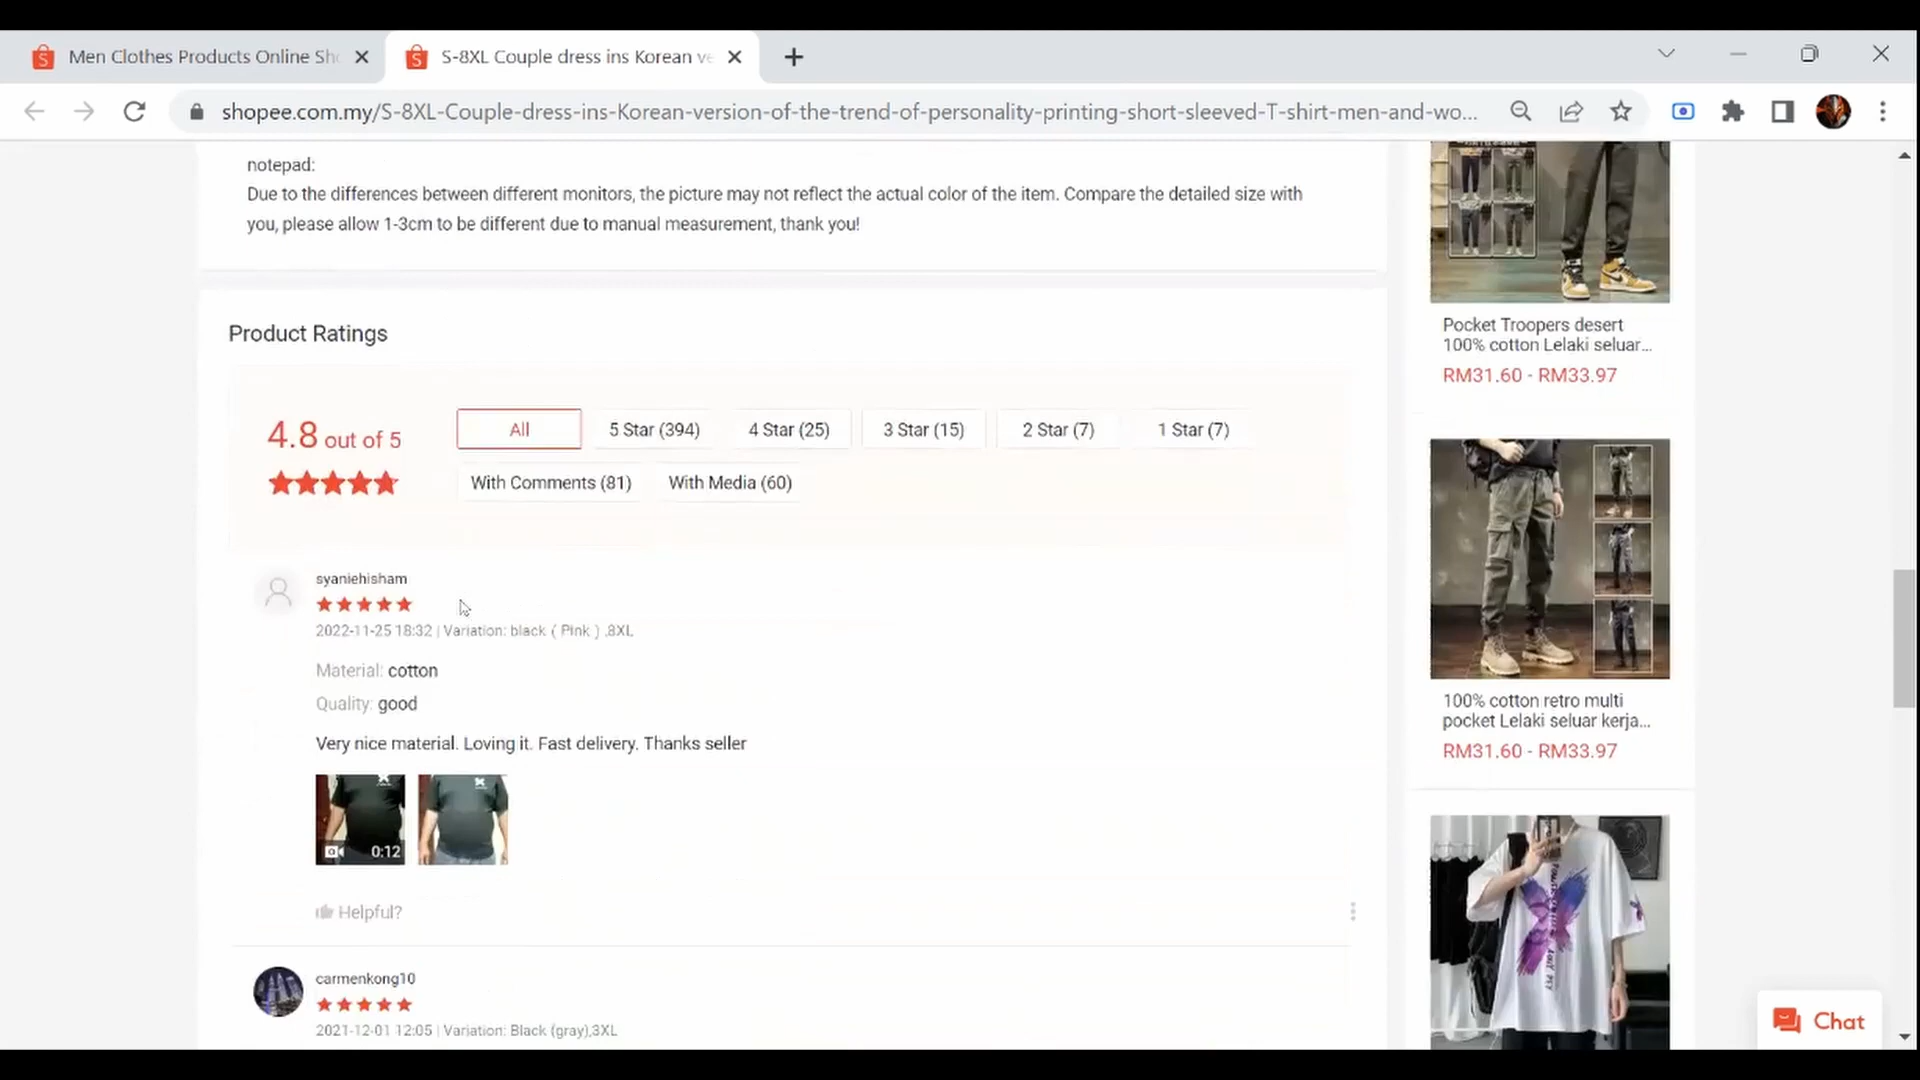 Men Clothes Products Online Sh
S-8XL Couple dress ins Korean ve
shopee.com.my/S-8XL-Couple-dress-ins-Korean-version-of-the-trend-of-personality-printing-short-sleeved-T-shirt-men-and-wo...
notepad:
Due to the differences between different monitors, the picture may not reflect the actual color of the item. Compare the detailed size with
you, please allow 1-3cm to be different due to manual measurement, thank you!
Product Ratings
4.8 out of 5
All
5 Star (394)
4 Star (25)
3 Star (15)
2 Star (7)
1 Star (7)
With Comments (81)
With Media (60)
syaniehisham
2022-11-25 18:32 | Variation: black ( Pink ) ,8XL
Material: cotton
Quality: good
Very nice material. Loving it. Fast delivery. Thanks seller
0:12
Helpful?
carmenkong10
2021-12-01 12:05 | Variation: Black (gray),3XL
Pocket Troopers desert
100% cotton Lelaki seluar...
RM31.60 - RM33.97
100% cotton retro multi
pocket Lelaki seluar kerja...
RM31.60 - RM33.97
Chat